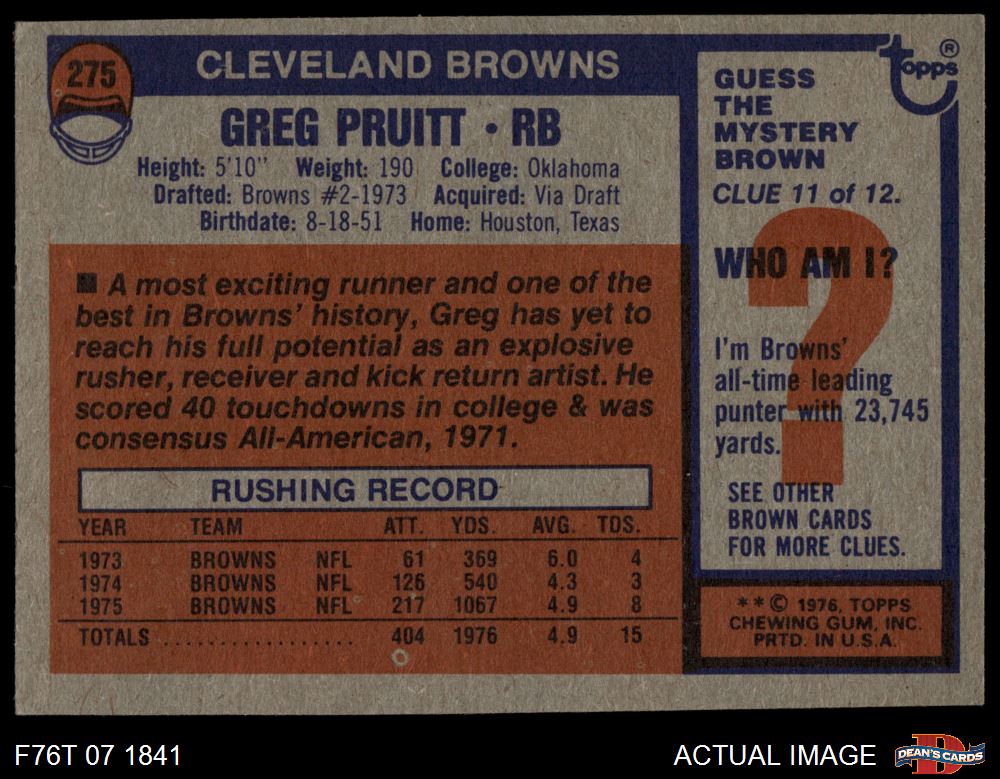 275
CLEVELAND BROWNS
GREG PRUITT • RB
Height: 5'10" Weight: 190 College: Oklahoma
Drafted: Browns #2-1973 Acquired: Via Draft
Birthdate: 8-18-51 Home: Houston, Texas
■ A most exciting runner and one of the
best in Browns' history, Greg has yet to
reach his full potential as an explosive
rusher, receiver and kick return artist. He
scored 40 touchdowns in college & was
consensus All-American, 1971.
RUSHING RECORD
YEAR TEAM ATT. YDS. AVG. TDS.
1973 BROWNS NFL 61 369 6.0 4
1974 BROWNS NFL 126 540 4.3 3
1975 BROWNS NFL 217 1067 4.9 8
TOTALS .................. 404 1976 4.9 15
topps ®
GUESS
THE
MYSTERY
BROWN
CLUE 11 of 12.
?
WHO AM I?
I'm Browns'
all-time leading
punter with 23,745
yards.
SEE OTHER
BROWN CARDS
FOR MORE CLUES.
**© 1976, TOPPS
CHEWING GUM, INC.
PRTD. IN U.S.A.
F76T 07 1841
ACTUAL IMAGE
DEAN'S CARDS